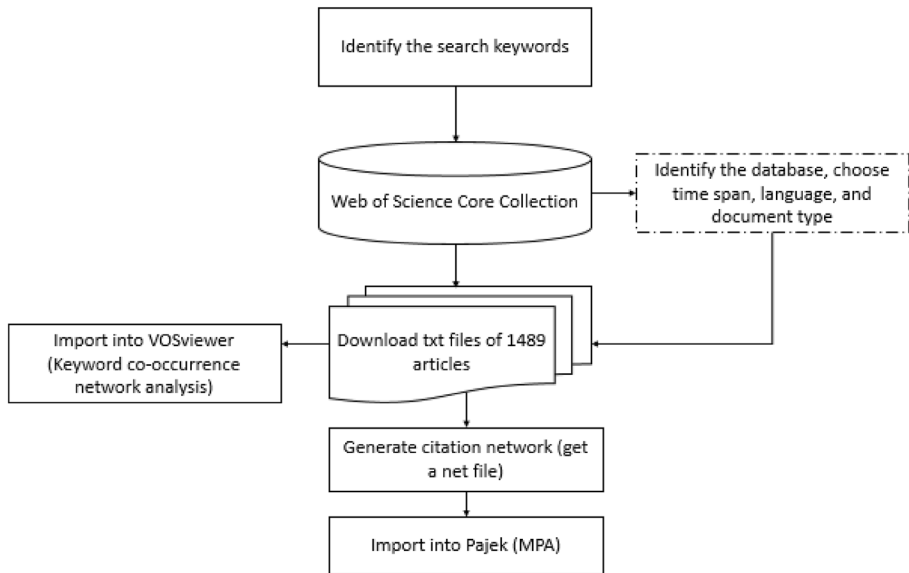 Identify the search keywords
Web of Science Core Collection
Identify the database, choose
time span, language, and
document type
Import into VOSviewer
(Keyword co-occurrence
network analysis)
Download txt files of 1489
articles
Generate citation network (get
a net file)
Import into Pajek (MPA)